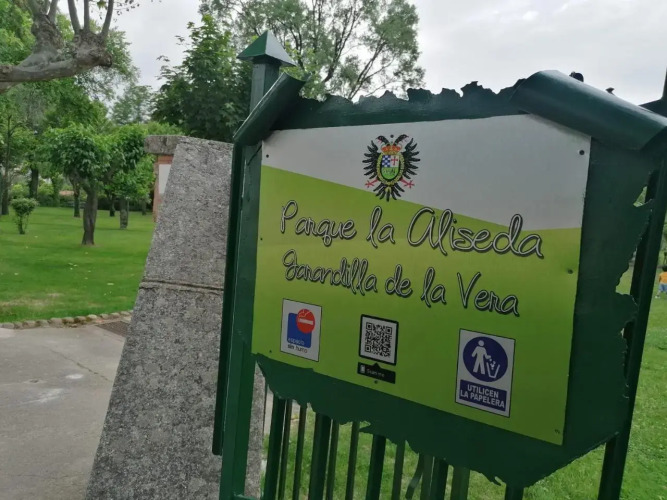 Parque la Aliseda
Jarandilla de la Vera
UTILICEN
LA PAPELERA